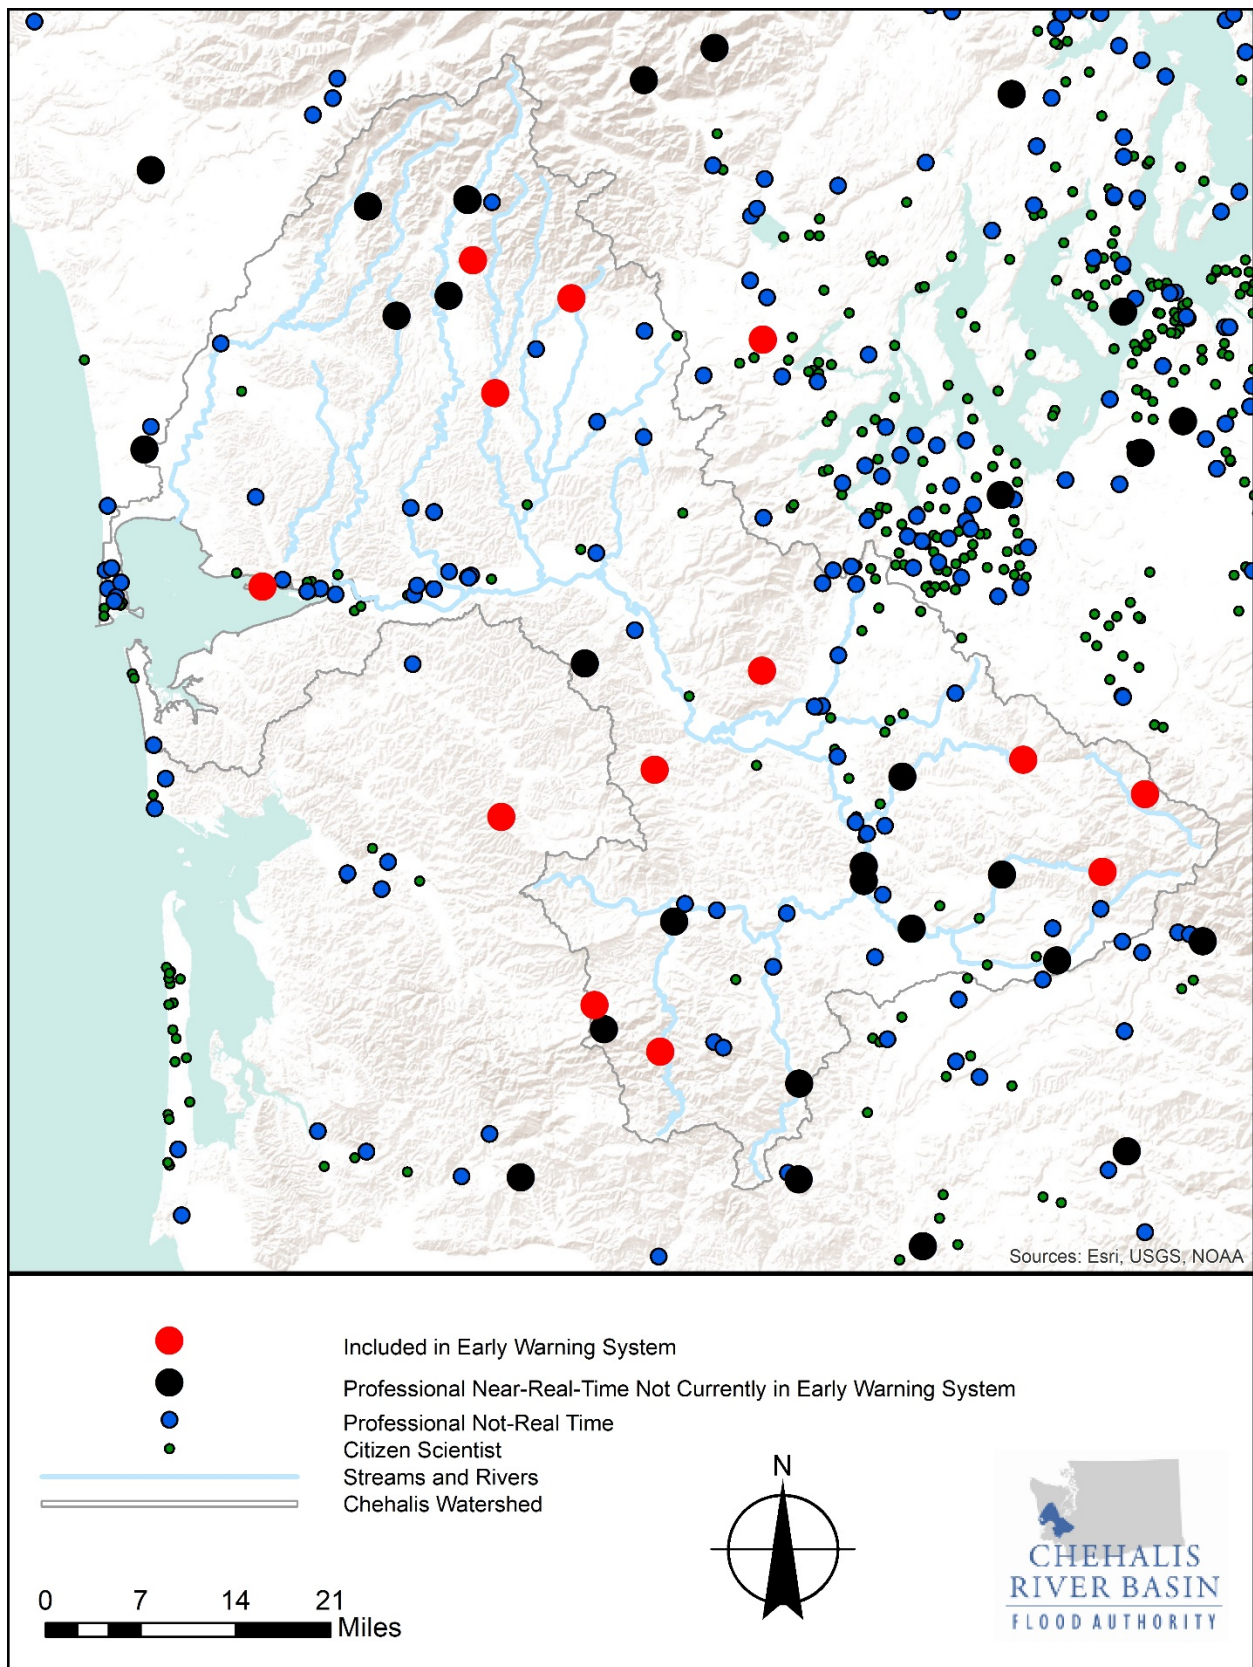 Sources: Esri, USGS, NOAA
Included in Early Warning System
Professional Near-Real-Time Not Currently in Early Warning System
Professional Not-Real Time
Citizen Scientist
Streams and Rivers
Chehalis Watershed
N
0 7 14 21
Miles
CHEHALIS
RIVER BASIN
FLOOD AUTHORITY